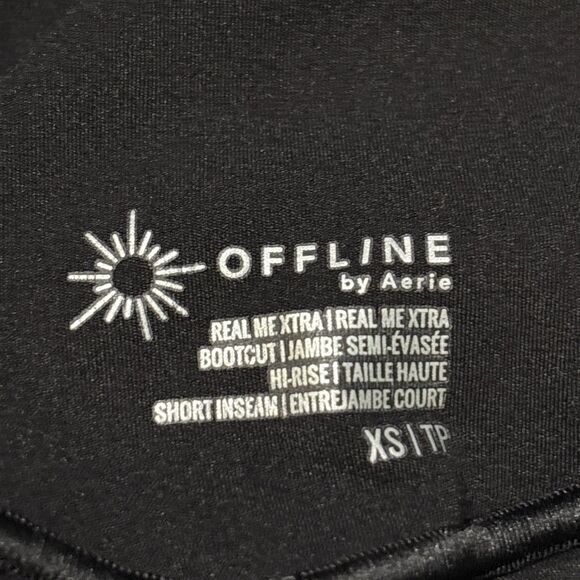 OFFLINE
by Aerie
REAL ME XTRA | REAL ME XTRA
BOOTCUT | JAMBE SEMI-ÉVASÉE
HI-RISE | TAILLE HAUTE
SHORT INSEAM | ENTREJAMBE COURT
XS | TP